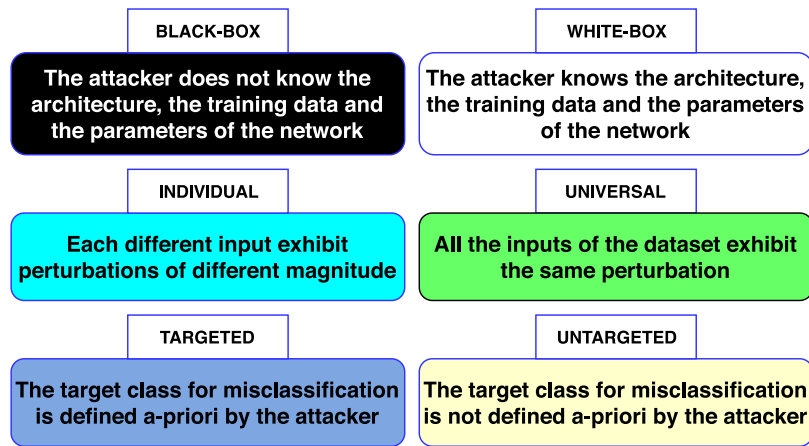 BLACK-BOX
The attacker does not know the
architecture, the training data and
the parameters of the network
WHITE-BOX
The attacker knows the architecture,
the training data and the parameters
of the network
INDIVIDUAL
Each different input exhibit
perturbations of different magnitude
UNIVERSAL
All the inputs of the dataset exhibit
the same perturbation
TARGETED
The target class for misclassification
is defined a-priori by the attacker
UNTARGETED
The target class for misclassification
is not defined a-priori by the attacker